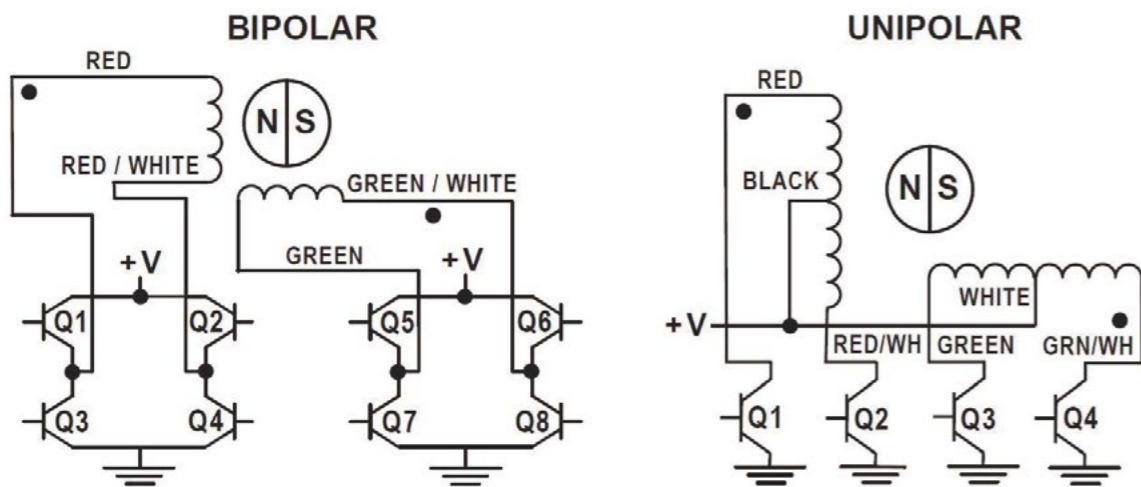 BIPOLAR
RED
N S
RED / WHITE
GREEN / WHITE
GREEN
+V
+V
Q1
Q2
Q5
Q6
Q3
Q4
Q7
Q8
UNIPOLAR
RED
BLACK
N S
WHITE
+V
RED/WH
GREEN
GRN/WH
Q1
Q2
Q3
Q4